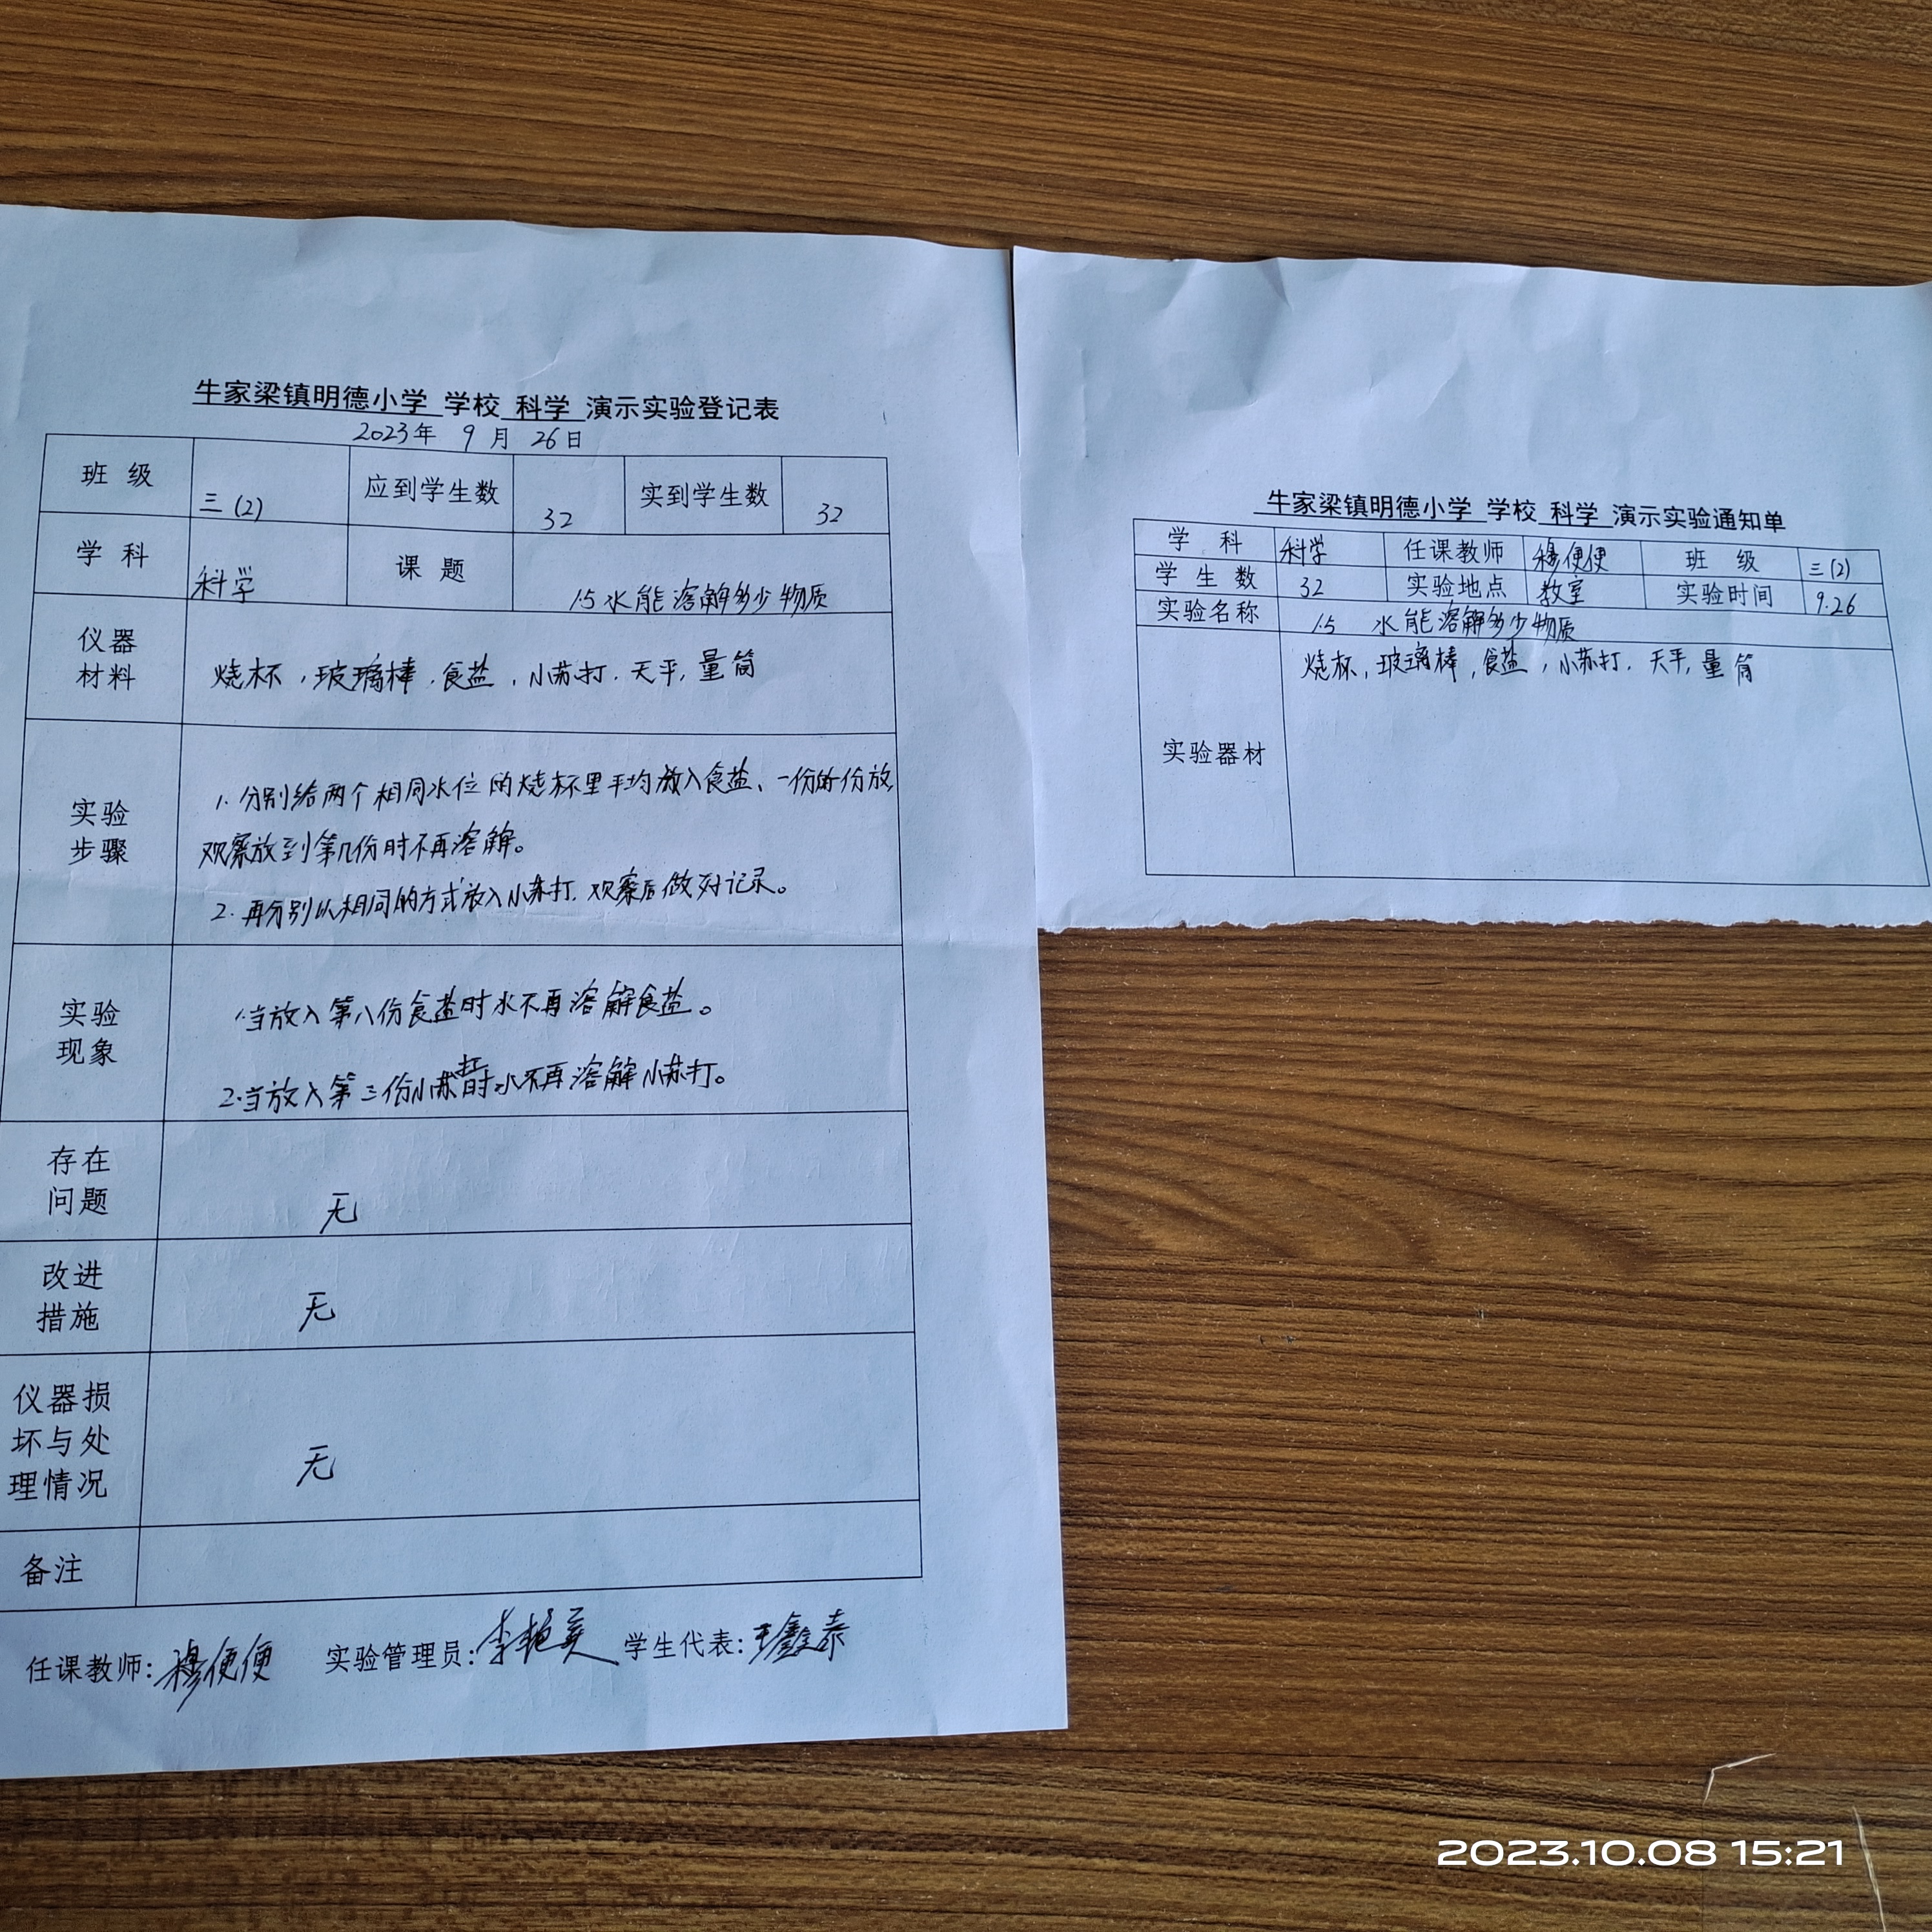 牛家梁镇明德小学 学校 科学 演示实验登记表
2023年 9 月 26日
班 级 三(2) 应到学生数 32 实到学生数 32
学 科 科学 课 题 1.5 水能溶解多少物质
仪器
材料
烧杯，玻璃棒，食盐，小苏打，天平，量筒
实验
步骤
1. 分别给两个相同水位的烧杯里平均放入食盐、一份一份放，
观察放到第几份时不再溶解。
2. 再分别以相同的方式放入小苏打，观察后做好记录。
实验
现象
1.当放入第八份食盐时水不再溶解食盐。
2.当放入第三份小苏打时水不再溶解小苏打。
存在
问题
无
改进
措施
无
仪器损
坏与处
理情况
无
备注
任课教师：穆便便 实验管理员：李艳 学生代表：王鑫泰
牛家梁镇明德小学 学校 科学 演示实验通知单
学 科 科学 任课教师 穆便便 班 级 三(2)
学 生 数 32 实验地点 教室 实验时间 9.26
实验名称 1.5 水能溶解多少物质
实验器材 烧杯，玻璃棒，食盐，小苏打，天平，量筒
2023.10.08 15:21